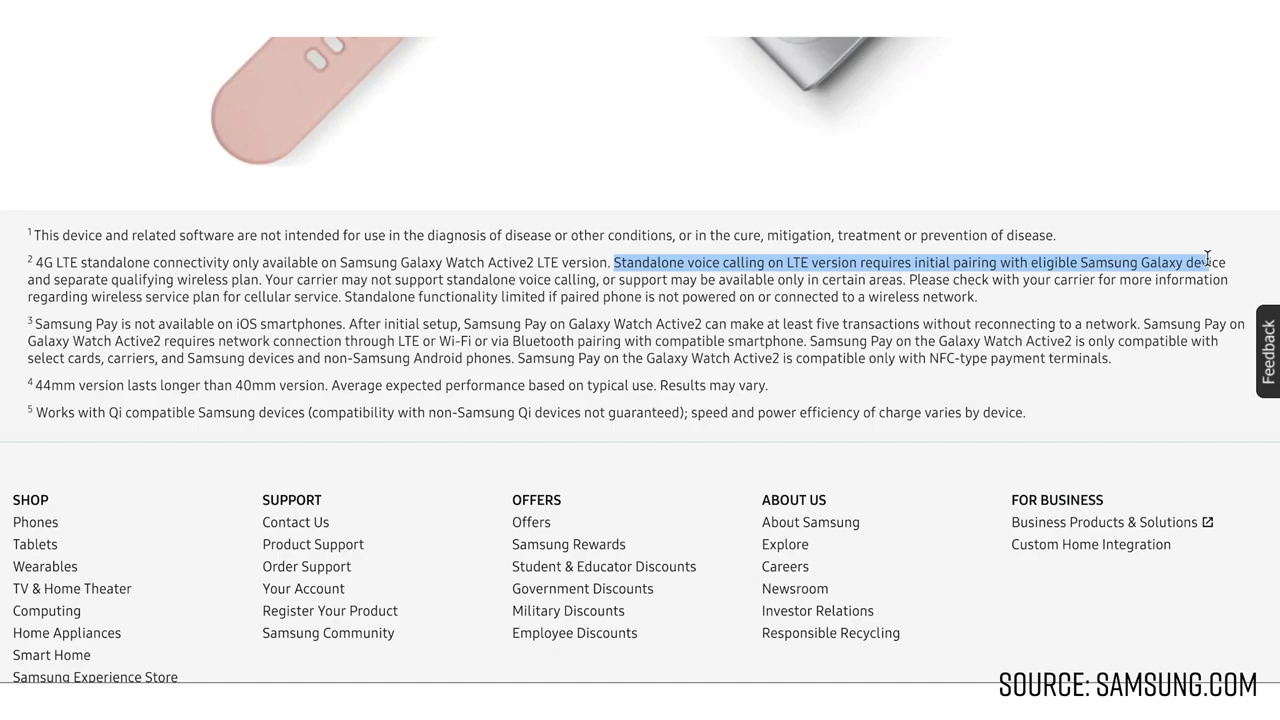 1 This device and related software are not intended for use in the diagnosis of disease or other conditions, or in the cure, mitigation, treatment or prevention of disease.
2 4G LTE standalone connectivity only available on Samsung Galaxy Watch Active2 LTE version. Standalone voice calling on LTE version requires initial pairing with eligible Samsung Galaxy device
and separate qualifying wireless plan. Your carrier may not support standalone voice calling, or support may be available only in certain areas. Please check with your carrier for more information
regarding wireless service plan for cellular service. Standalone functionality limited if paired phone is not powered on or connected to a wireless network.
3 Samsung Pay is not available on iOS smartphones. After initial setup, Samsung Pay on Galaxy Watch Active2 can make at least five transactions without reconnecting to a network. Samsung Pay on
Galaxy Watch Active2 requires network connection through LTE or Wi-Fi or via Bluetooth pairing with compatible smartphone. Samsung Pay on the Galaxy Watch Active2 is only compatible with
select cards, carriers, and Samsung devices and non-Samsung Android phones. Samsung Pay on the Galaxy Watch Active2 is compatible only with NFC-type payment terminals.
4 44mm version lasts longer than 40mm version. Average expected performance based on typical use. Results may vary.
5 Works with Qi compatible Samsung devices (compatibility with non-Samsung Qi devices not guaranteed); speed and power efficiency of charge varies by device.
Feedback
SHOP
Phones
Tablets
Wearables
TV & Home Theater
Computing
Home Appliances
Smart Home
Samsung Experience Store
SUPPORT
Contact Us
Product Support
Order Support
Your Account
Register Your Product
Samsung Community
OFFERS
Offers
Samsung Rewards
Student & Educator Discounts
Government Discounts
Military Discounts
Employee Discounts
ABOUT US
About Samsung
Explore
Careers
Newsroom
Investor Relations
Responsible Recycling
FOR BUSINESS
Business Products & Solutions
Custom Home Integration
SOURCE: SAMSUNG.COM